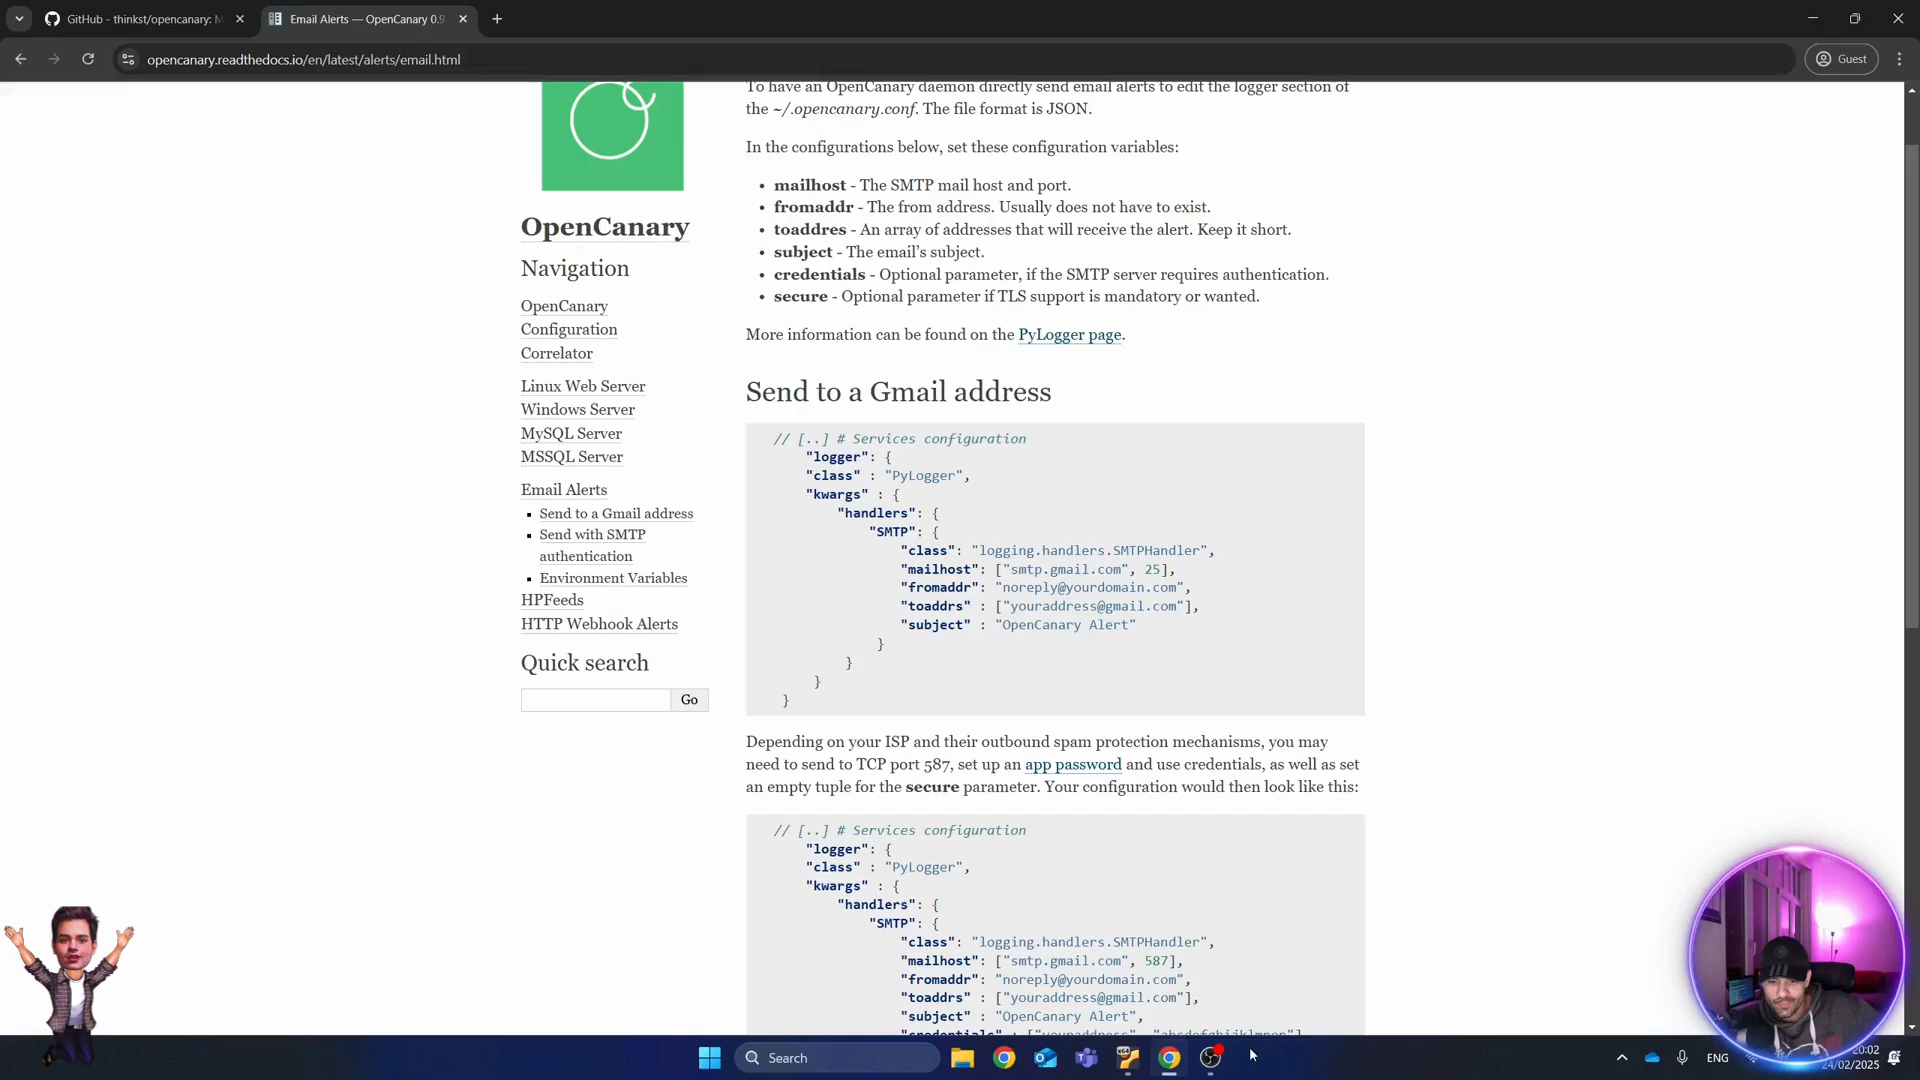 GitHub - thinkst/opencanary: M
Email Alerts — OpenCanary 0.9
opencanary.readthedocs.io/en/latest/alerts/email.html
Guest
To have an OpenCanary daemon directly send email alerts to edit the logger section of
the ~/.opencanary.conf. The file format is JSON.
In the configurations below, set these configuration variables:
• mailhost - The SMTP mail host and port.
• fromaddr - The from address. Usually does not have to exist.
• toaddres - An array of addresses that will receive the alert. Keep it short.
• subject - The email's subject.
• credentials - Optional parameter, if the SMTP server requires authentication.
• secure - Optional parameter if TLS support is mandatory or wanted.
More information can be found on the PyLogger page.
Send to a Gmail address
// [..] # Services configuration
"logger": {
"class" : "PyLogger",
"kwargs" : {
"handlers": {
"SMTP": {
"class": "logging.handlers.SMTPHandler",
"mailhost": ["smtp.gmail.com", 25],
"fromaddr": "noreply@yourdomain.com",
"toaddrs" : ["youraddress@gmail.com"],
"subject" : "OpenCanary Alert"
}
}
}
}
Depending on your ISP and their outbound spam protection mechanisms, you may
need to send to TCP port 587, set up an app password and use credentials, as well as set
an empty tuple for the secure parameter. Your configuration would then look like this:
// [..] # Services configuration
"logger": {
"class" : "PyLogger",
"kwargs" : {
"handlers": {
"SMTP": {
"class": "logging.handlers.SMTPHandler",
"mailhost": ["smtp.gmail.com", 587],
"fromaddr": "noreply@yourdomain.com",
"toaddrs" : ["youraddress@gmail.com"],
"subject" : "OpenCanary Alert",
"credentials" : ["youraddress", "abcdefghijklmnop"],
OpenCanary
Navigation
OpenCanary
Configuration
Correlator
Linux Web Server
Windows Server
MySQL Server
MSSQL Server
Email Alerts
▪ Send to a Gmail address
▪ Send with SMTP
authentication
▪ Environment Variables
HPFeeds
HTTP Webhook Alerts
Quick search
Go
Search
ENG
20:02
24/02/2025